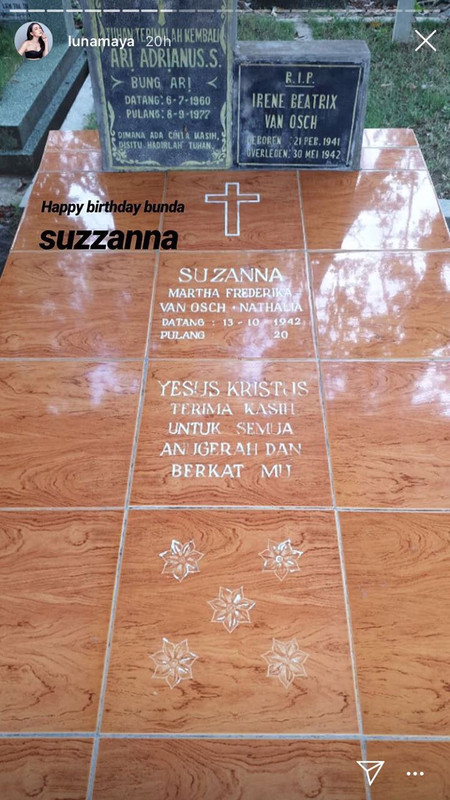 lunamaya 20h
TUHAN TERIMALAH KEMBALI
ARI ADRIANUS.S.
BUNG ARI
DATANG: 6-7-1960
PULANG: 8-9-1977
DIMANA ADA CINTA KASIH,
DISITU HADIRLAH TUHAN.
R.I.P.
IRENE BEATRIX
VAN OSCH
GEBOREN : 21 FEB. 1941
OVERLEDEN: 30 MEI 1942
Happy birthday bunda
suzzanna
SUZANNA
MARTHA FREDERIKA
VAN OSCH - NATHALIA
DATANG : 13-10-1942
PULANG 20
YESUS KRISTUS
TERIMA KASIH
UNTUK SEMUA
ANUGERAH DAN
BERKAT MU